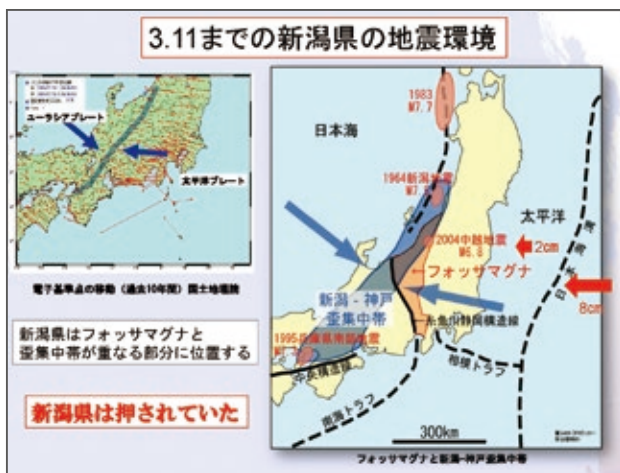 3.11までの新潟県の地震環境
ユーラシアプレート
太平洋プレート
電子基準点の移動（過去10年間）国土地理院
新潟県はフォッサマグナと
歪集中帯が重なる部分に位置する
新潟県は押されていた
1983
M7.7
日本海
1964新潟地震
太平洋
日本海溝
2004中越地震
M6.8
2cm
←フォッサマグナ
8cm
新潟-神戸
歪集中帯
糸魚川静岡構造線
1995兵庫県南部地震
中央構造線
相模トラフ
南海トラフ
300km
フォッサマグナと新潟-神戸歪集中帯